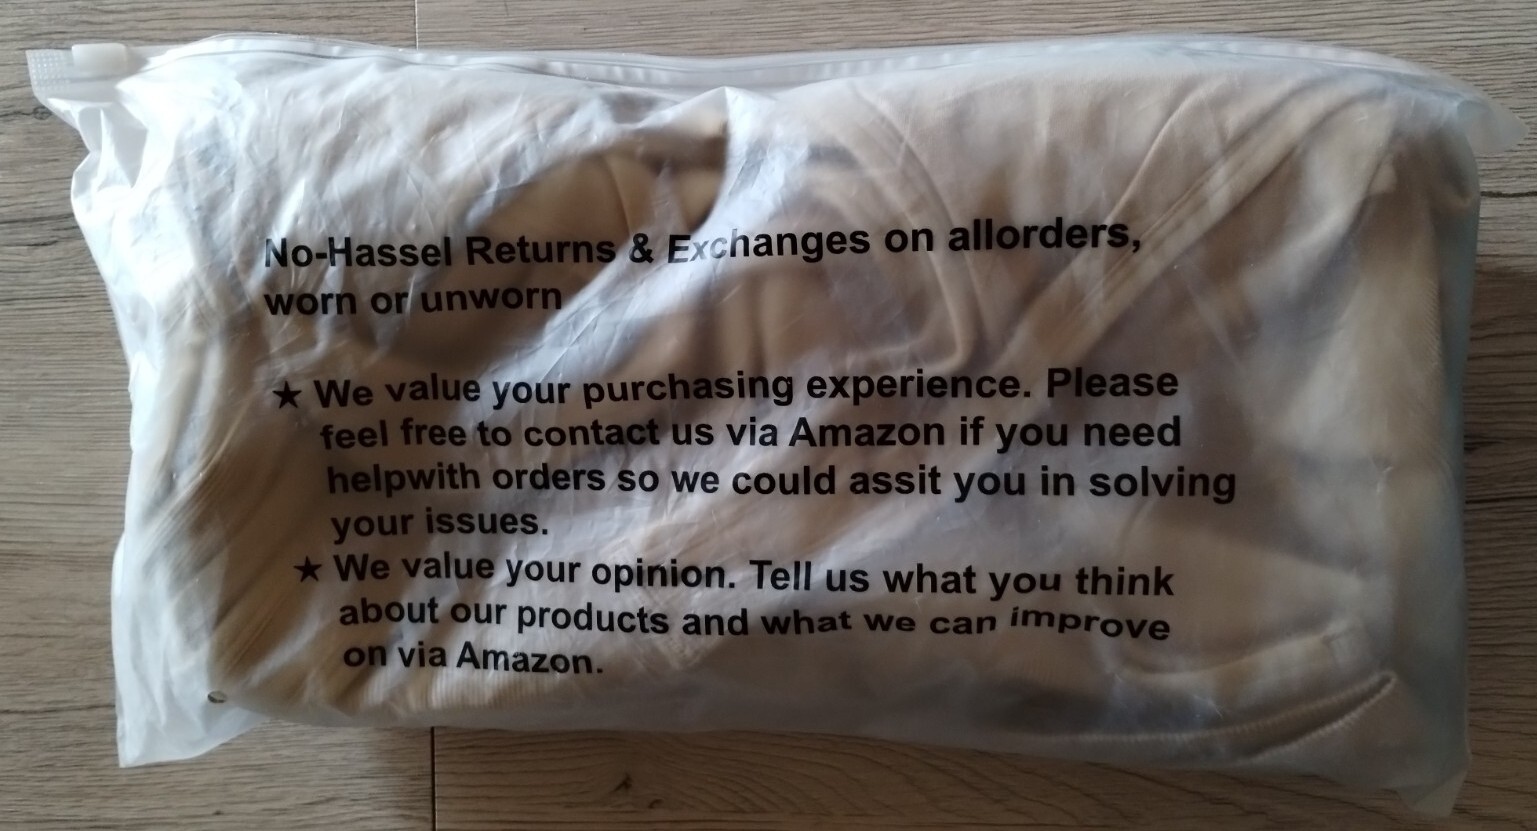 No-Hassel Returns & Exchanges on allorders,
worn or unworn
★ We value your purchasing experience. Please
feel free to contact us via Amazon if you need
helpwith orders so we could assit you in solving
your issues.
★ We value your opinion. Tell us what you think
about our products and what we can improve
on via Amazon.